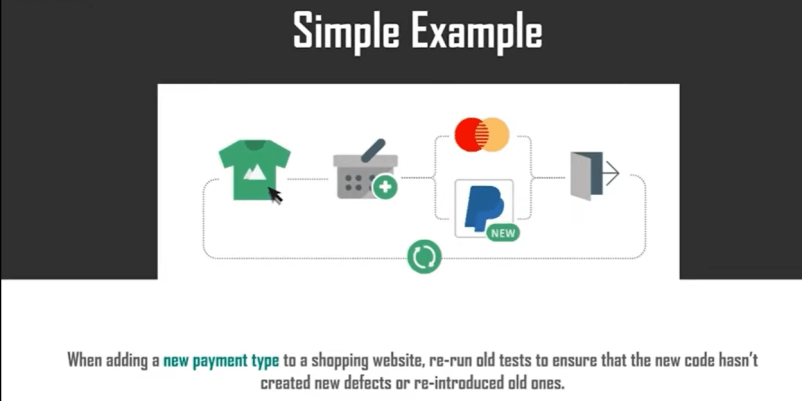 Simple Example
NEW
When adding a new payment type to a shopping website, re-run old tests to ensure that the new code hasn't
created new defects or re-introduced old ones.